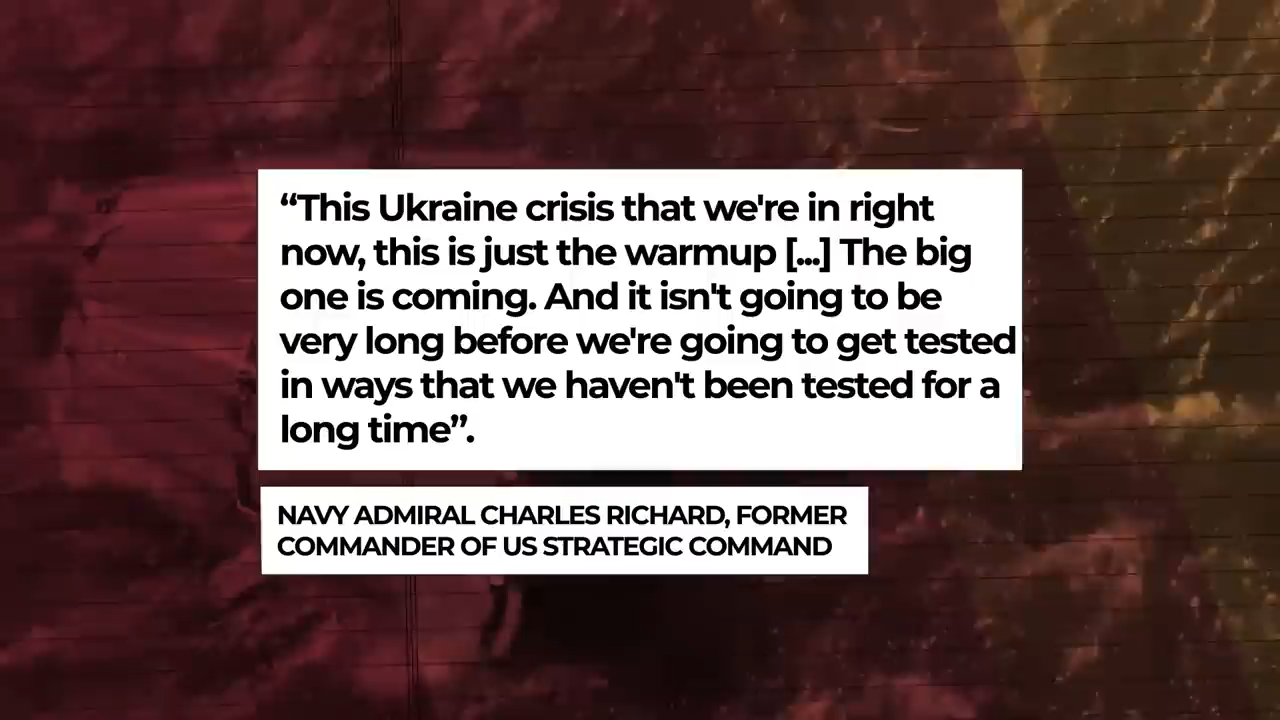 “This Ukraine crisis that we're in right
now, this is just the warmup [...] The big
one is coming. And it isn't going to be
very long before we're going to get tested
in ways that we haven't been tested for a
long time”.
NAVY ADMIRAL CHARLES RICHARD, FORMER
COMMANDER OF US STRATEGIC COMMAND